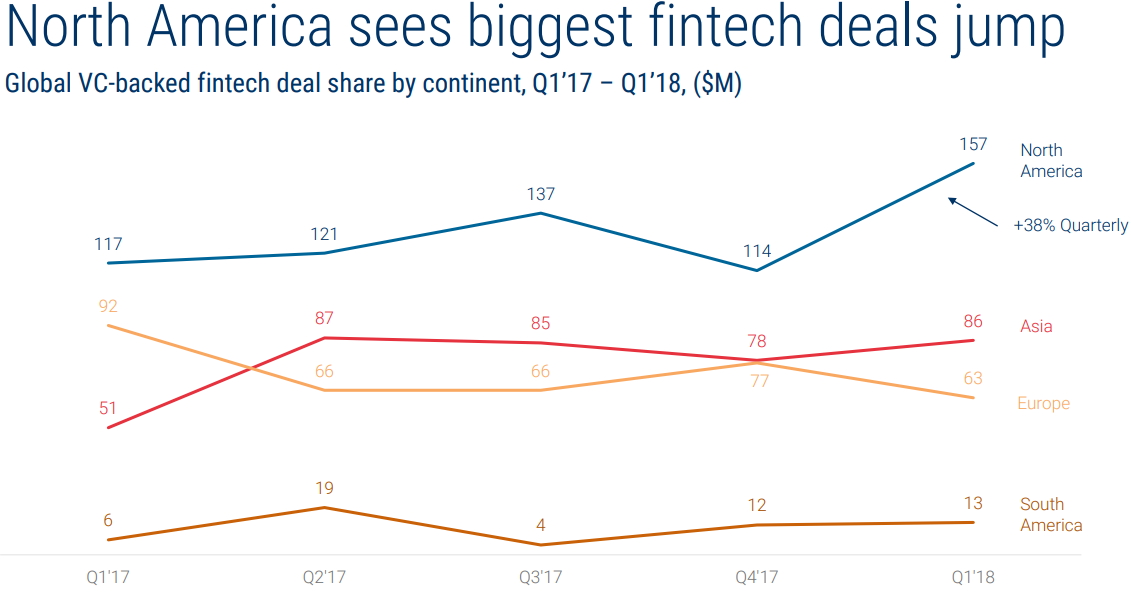 North America sees biggest fintech deals jump
Global VC-backed fintech deal share by continent, Q1’17 – Q1’18, ($M)
117
121
137
114
157
North
America
+38% Quarterly
92
66
66
77
63
Europe
51
87
85
78
86
Asia
6
19
4
12
13
South
America
Q1'17
Q2'17
Q3'17
Q4'17
Q1'18